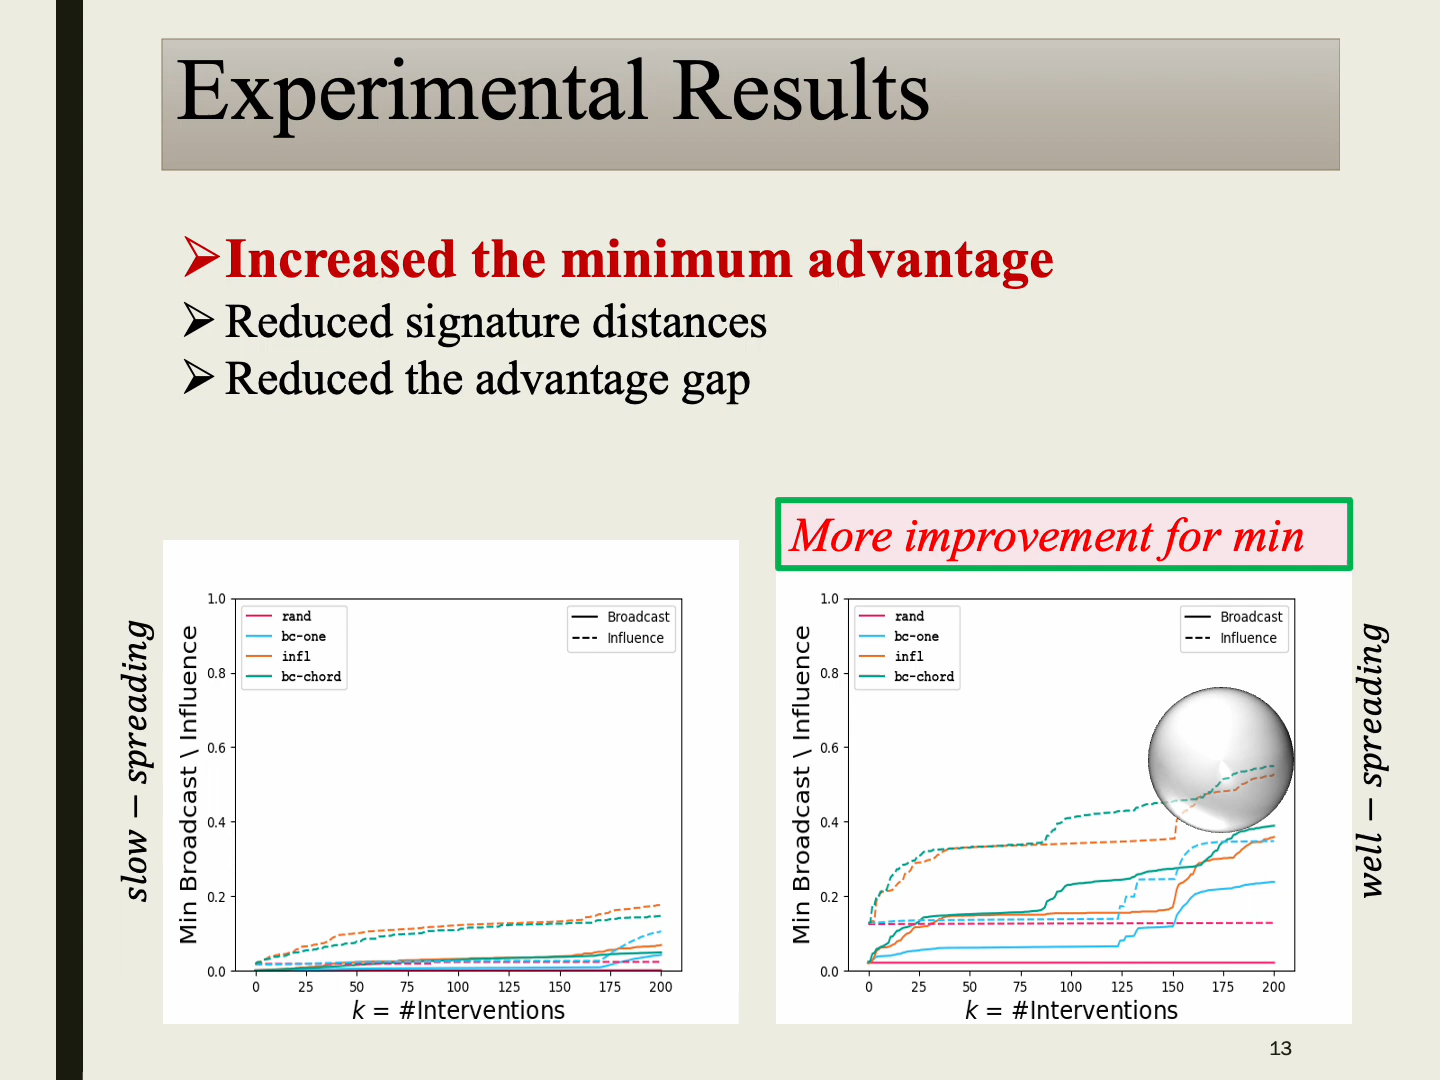 Experimental Results
➢Increased the minimum advantage
➢Reduced signature distances
➢Reduced the advantage gap
More improvement for min
slow − spreading
Min Broadcast \ Influence
1.0
0.8
0.6
0.4
0.2
0.0
rand
bc-one
infl
bc-chord
Broadcast
Influence
0 25 50 75 100 125 150 175 200
k = #Interventions
Min Broadcast \ Influence
1.0
0.8
0.6
0.4
0.2
0.0
rand
bc-one
infl
bc-chord
Broadcast
Influence
0 25 50 75 100 125 150 175 200
k = #Interventions
well − spreading
13